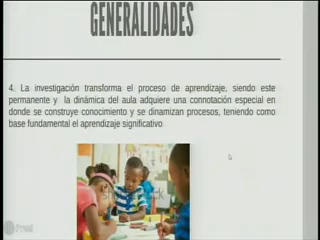 GENERALIDADES
4. La investigación transforma el proceso de aprendizaje, siendo este
permanente y la dinámica del aula adquiere una connotación especial en
donde se construye conocimiento y se dinamizan procesos, teniendo como
base fundamental el aprendizaje significativo
Prezi